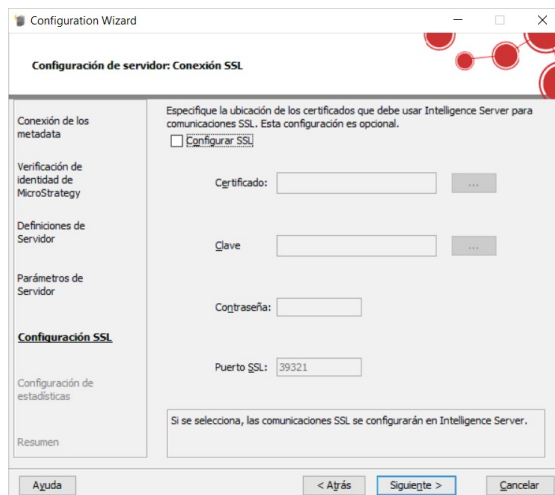 Configuration Wizard
Configuración de servidor: Conexión SSL
Conexión de los
metadata
Verificación de
identidad de
MicroStrategy
Definiciones de
Servidor
Parámetros de
Servidor
Configuración SSL
Configuración de
estadísticas
Resumen
Especifique la ubicación de los certificados que debe usar Intelligence Server para
comunicaciones SSL. Esta configuración es opcional.
Configurar SSL
Certificado:
...
Clave
...
Contraseña:
Puerto SSL: 39321
Si se selecciona, las comunicaciones SSL se configurarán en Intelligence Server.
Ayuda
< Atrás
Siguiente >
Cancelar